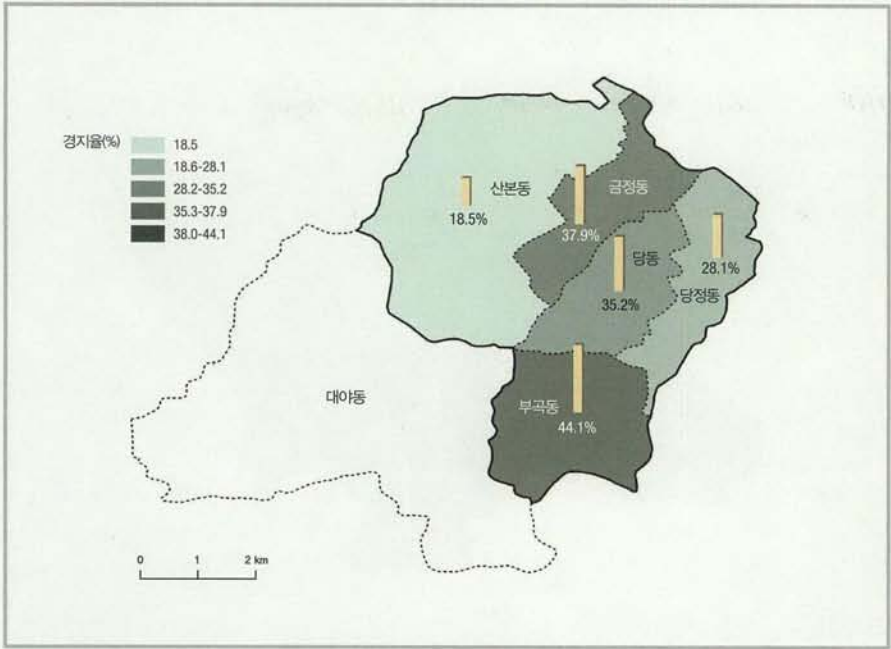 경지율(%)
18.5
18.6-28.1
28.2-35.2
35.3-37.9
38.0-44.1
산본동
18.5%
금정동
37.9%
당동
35.2%
28.1%
당정동
대야동
부곡동
44.1%
0 1 2 km